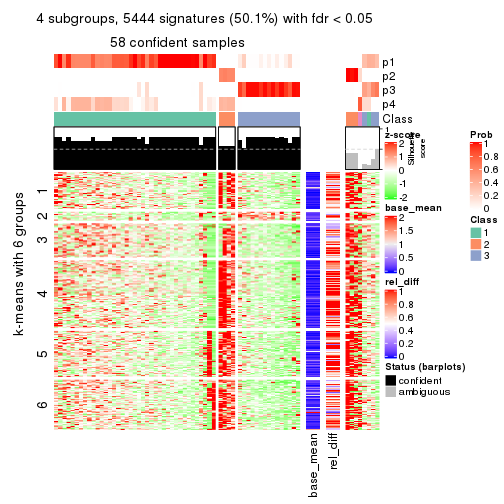 4 subgroups, 5444 signatures (50.1%) with fdr < 0.05
58 confident samples
p1
p2
p3
p4
Class
1
Silhouette score
k-means with 6 groups
1
2
3
4
5
6
base_mean
rel_diff
z-score
2
1
0
-1
-2
base_mean
2
1.5
1
0.5
0
rel_diff
1
0.8
0.6
0.4
0.2
0
Status (barplots)
confident
ambiguous
Prob
1
0.8
0.6
0.4
0.2
0
Class
1
2
3